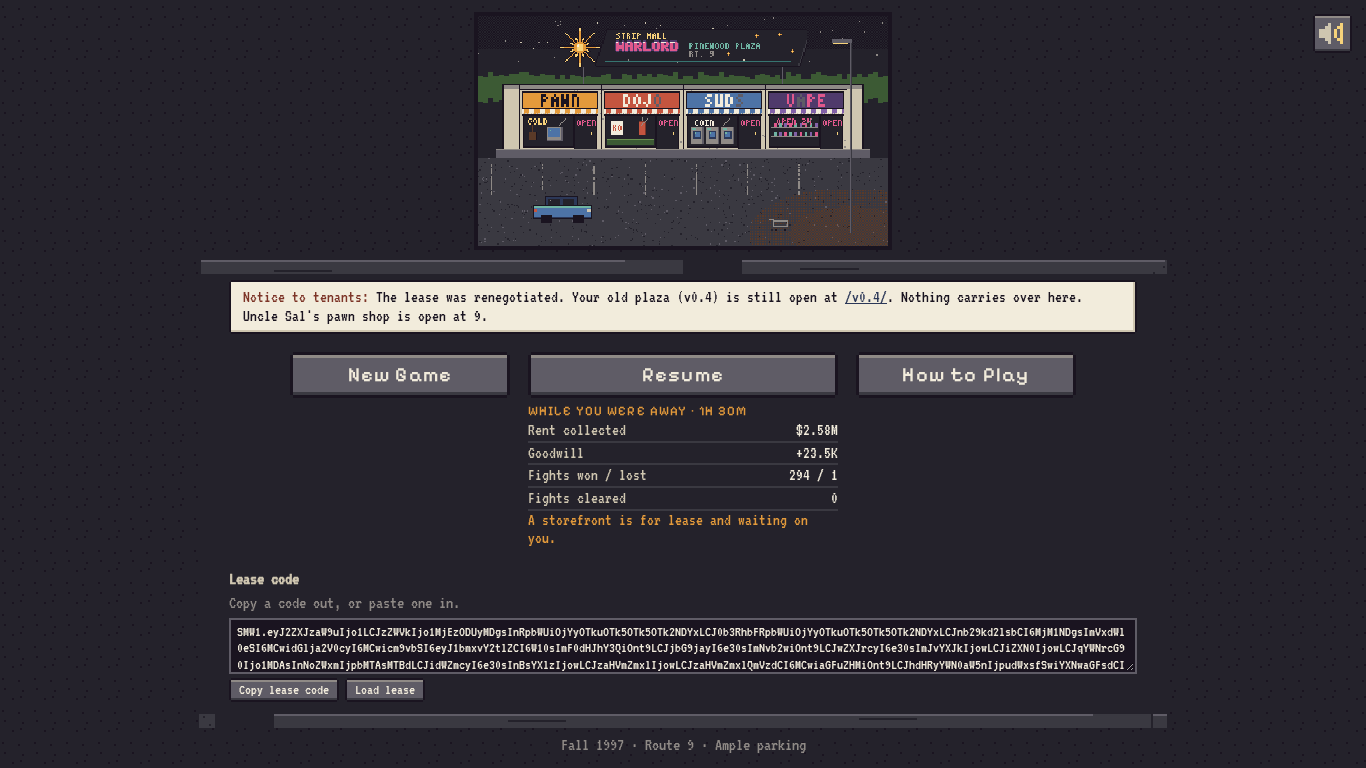 STRIP MALL
WARLORD
PINEWOOD PLAZA
RT. 9
PAWN
DOJO
SUDS
VAPE
GOLD
OPEN
OPEN
COIN
OPEN
OPEN
Notice to tenants: The lease was renegotiated. Your old plaza (v0.4) is still open at /v0.4/. Nothing carries over here.
Uncle Sal's pawn shop is open at 9.
New Game
Resume
How to Play
WHILE YOU WERE AWAY · 1H 30M
Rent collected $2.58M
Goodwill +23.5K
Fights won / lost 294 / 1
Fights cleared 0
A storefront is for lease and waiting on
you.
Lease code
Copy a code out, or paste one in.
Copy lease code
Load lease
Fall 1997 · Route 9 · Ample parking